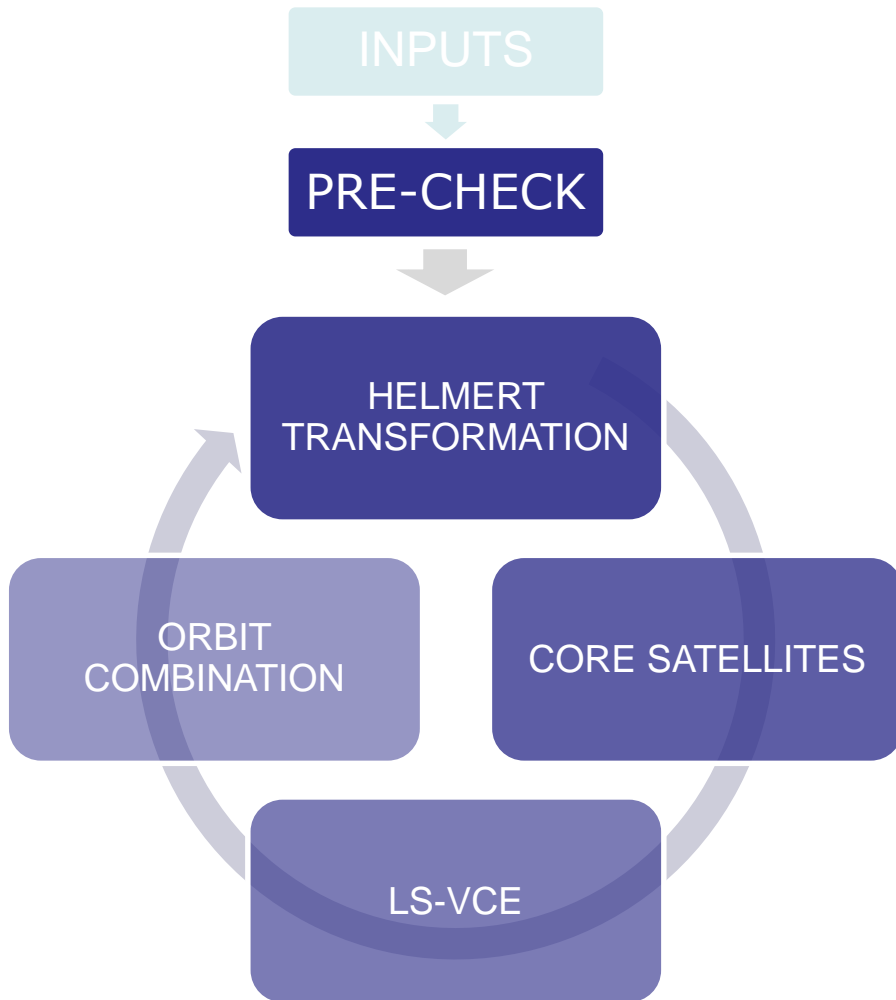 INPUTS
PRE-CHECK
HELMERT
TRANSFORMATION
ORBIT
COMBINATION
CORE SATELLITES
LS-VCE